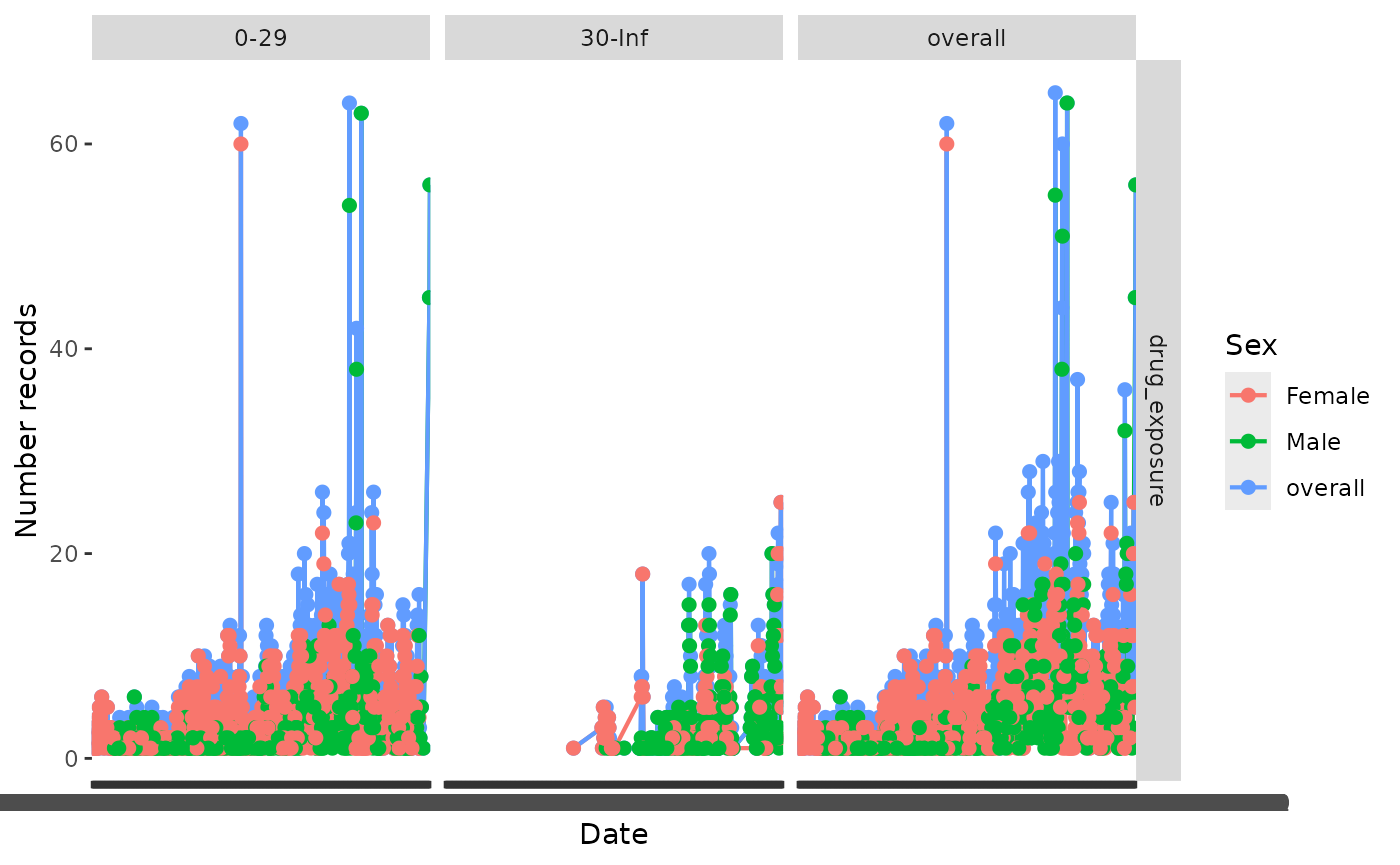 0-29
30-Inf
overall
60
40
20
0
Number records
drug_exposure
Date
Sex
Female
Male
overall